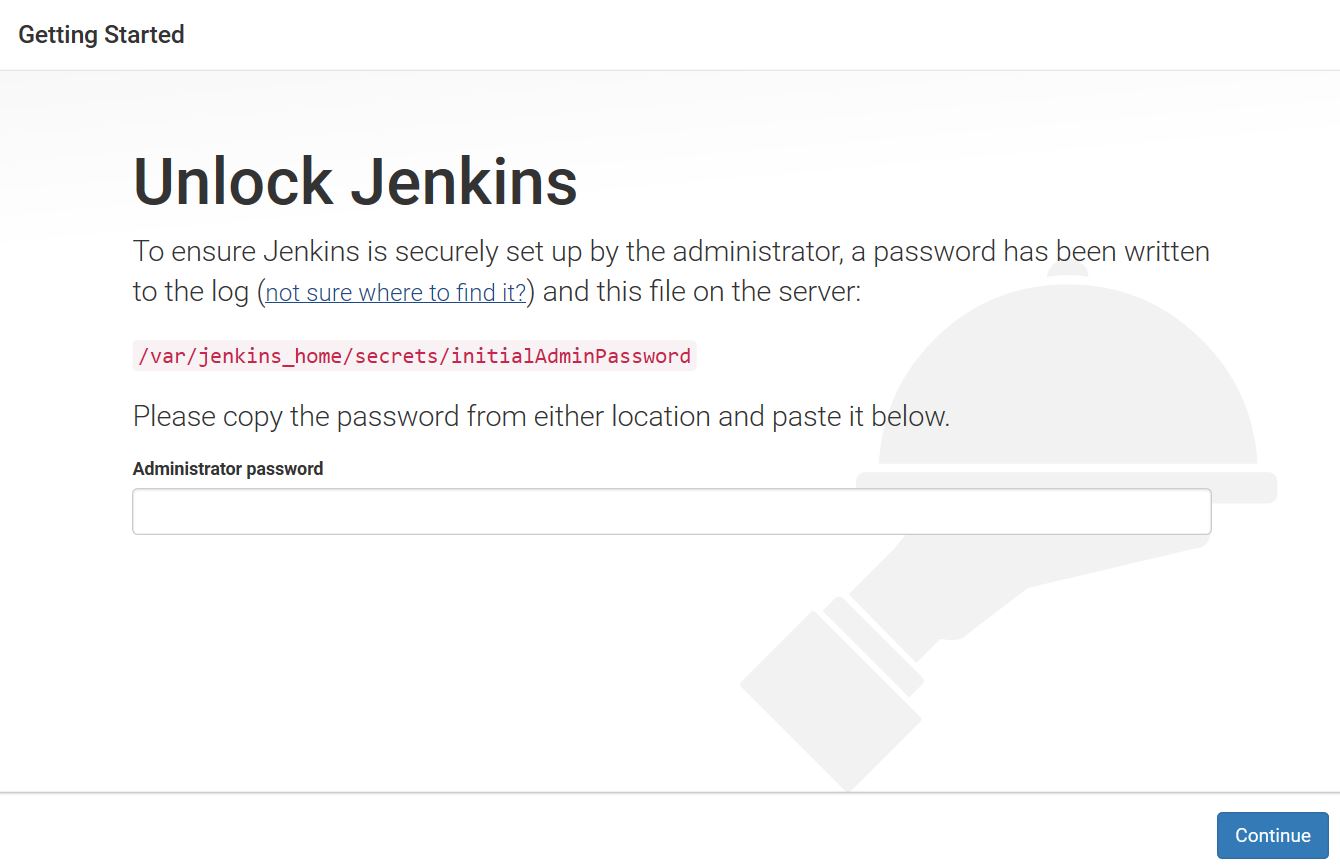 Getting Started
Unlock Jenkins
To ensure Jenkins is securely set up by the administrator, a password has been written
to the log (not sure where to find it?) and this file on the server:
/var/jenkins_home/secrets/initialAdminPassword
Please copy the password from either location and paste it below.
Administrator password
Continue